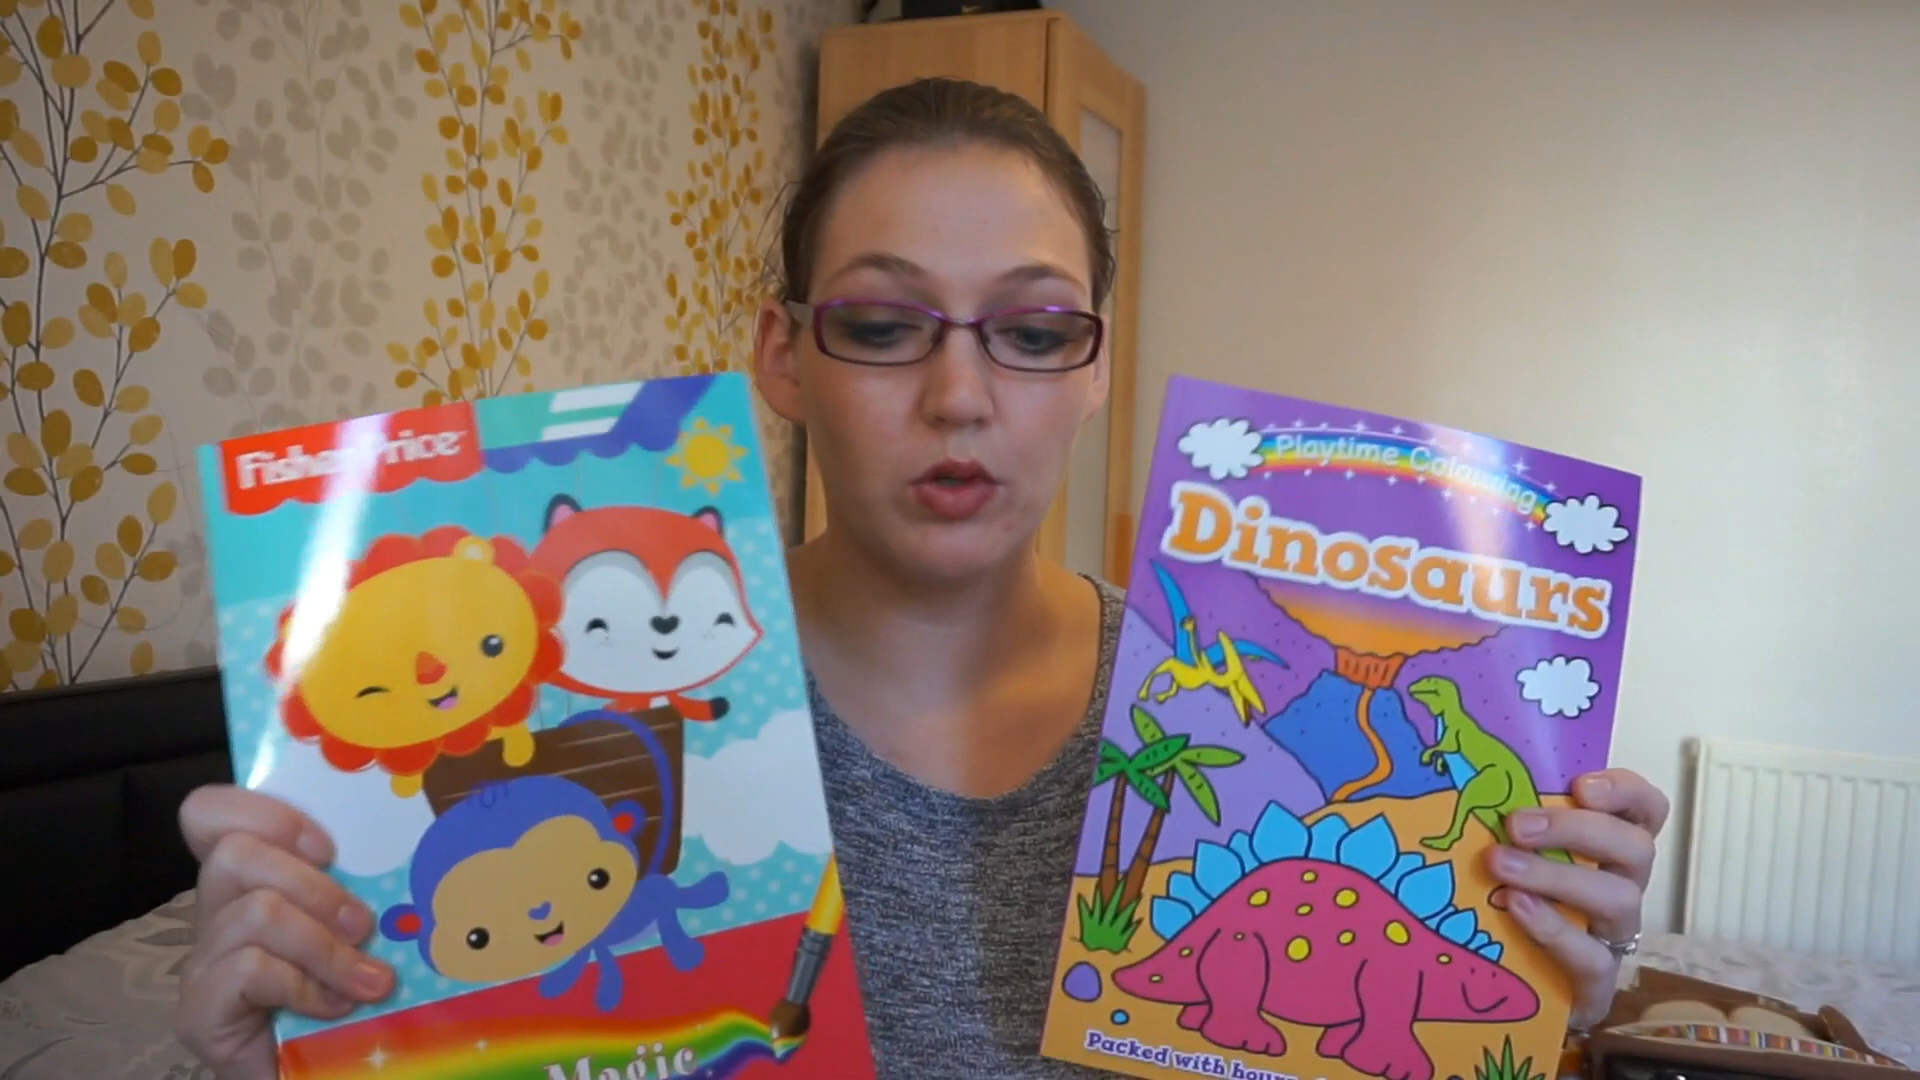 Fisher-Price
Magic
Playtime Colouring
Dinosaurs
Packed with hours